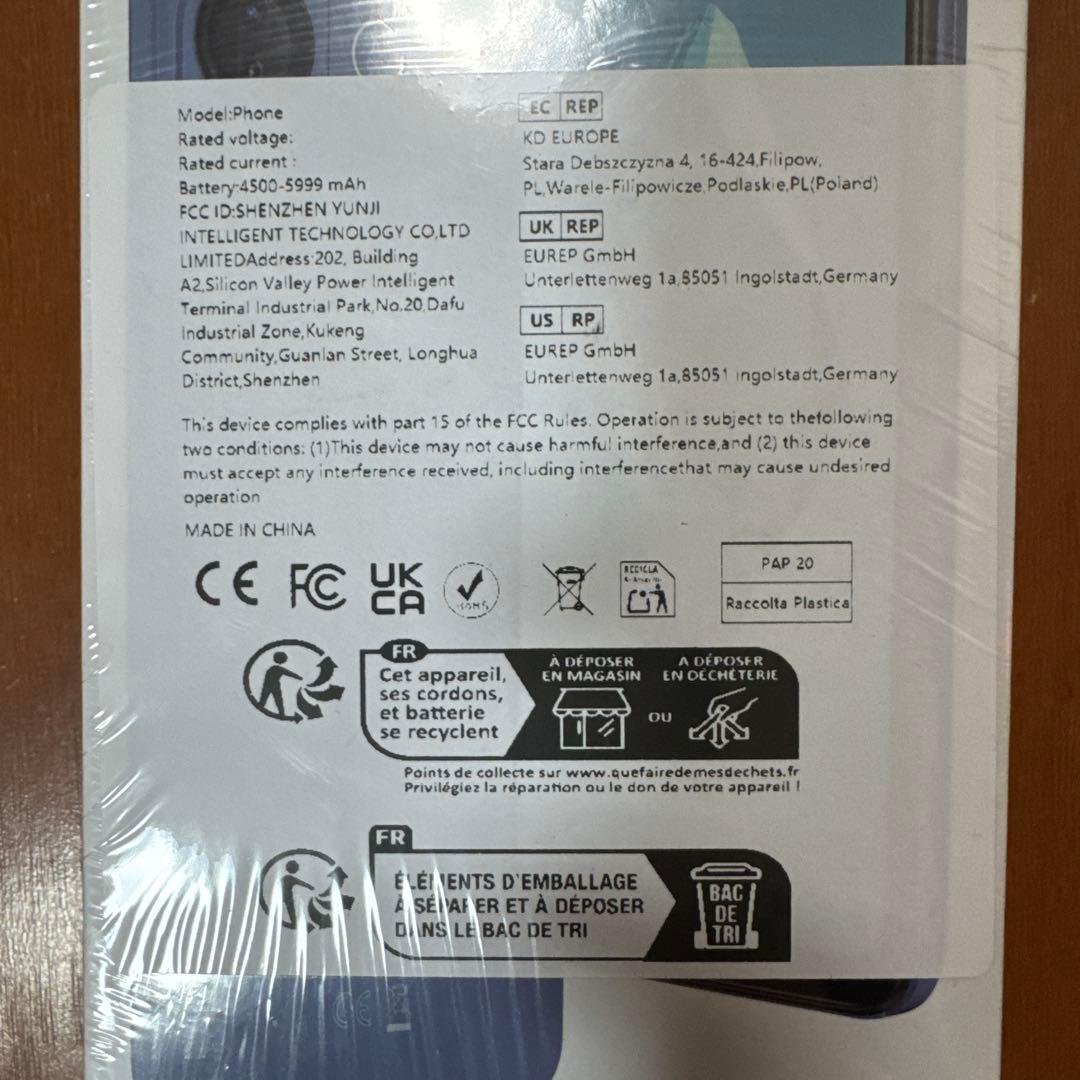 Model:Phone
Rated voltage:
Rated current :
Battery:4500-5999 mAh
FCC ID:SHENZHEN YUNJI
INTELLIGENT TECHNOLOGY CO,LTD
LIMITEDAddress:202, Building
A2,Silicon Valley Power Intelligent
Terminal Industrial Park,No.20,Dafu
Industrial Zone,Kukeng
Community,Guanlan Street, Longhua
District,Shenzhen
EC REP
KD EUROPE
Stara Debszczyzna 4, 16-424,Filipow,
PL,Warele-Filipowicze,Podlaskie,PL(Poland)
UK REP
EUREP GmbH
Unterlettenweg 1a,85051 Ingolstadt,Germany
US RP
EUREP GmbH
Unterlettenweg 1a,85051 Ingolstadt,Germany
This device complies with part 15 of the FCC Rules. Operation is subject to thefollowing
two conditions: (1)This device may not cause harmful interference,and (2) this device
must accept any interference received, including interferencethat may cause undesired
operation
MADE IN CHINA
CE FC UK
CA
RoHS
RECICLA
PAP 20
Raccolta Plastica
FR
Cet appareil,
ses cordons,
et batterie
se recyclent
À DÉPOSER
EN MAGASIN
OU
A DÉPOSER
EN DÉCHÈTERIE
Points de collecte sur www.quefairedemesdechets.fr
Privilégiez la réparation ou le don de votre appareil !
FR
ÉLÉMENTS D'EMBALLAGE
À SÉPARER ET À DÉPOSER
DANS LE BAC DE TRI
BAC
DE
TRI
CE